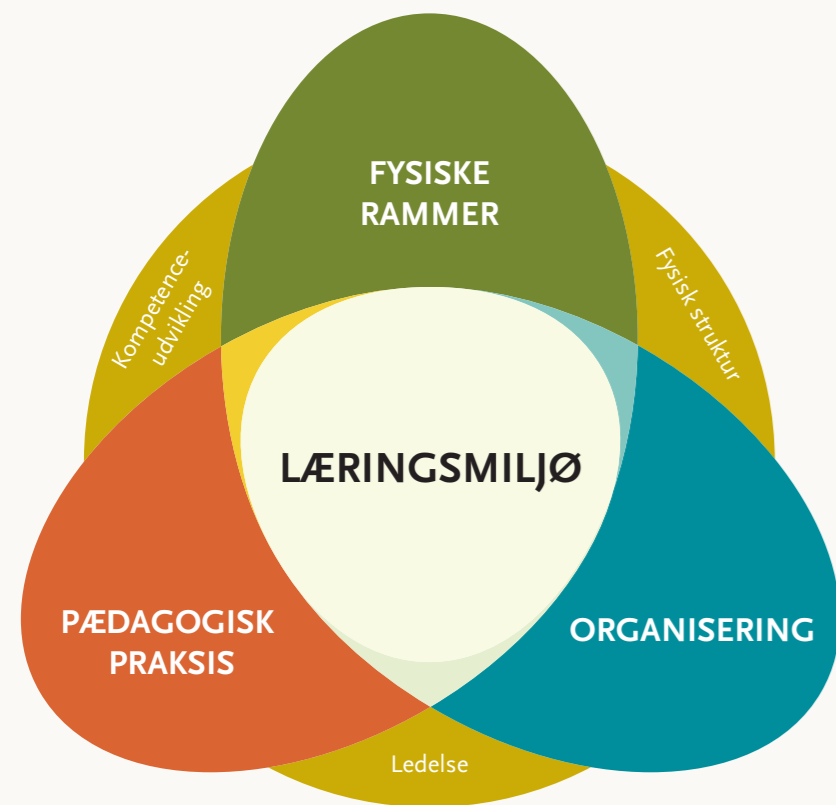 FYSISKE
RAMMER
Kompetence-
udvikling
Fysisk struktur
LÆRINGSMILJØ
PÆDAGOGISK
PRAKSIS
ORGANISERING
Ledelse